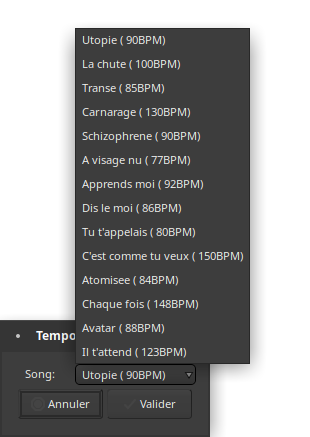 Utopie ( 90BPM)
La chute ( 100BPM)
Transe ( 85BPM)
Carnarage ( 130BPM)
Schizophrene ( 90BPM)
A visage nu ( 77BPM)
Apprends moi ( 92BPM)
Dis le moi ( 86BPM)
Tu t'appelais ( 80BPM)
C'est comme tu veux ( 150BPM)
Atomisee ( 84BPM)
Chaque fois ( 148BPM)
Avatar ( 88BPM)
Il t'attend ( 123BPM)
Tempo
Song: Utopie ( 90BPM)
Annuler Valider